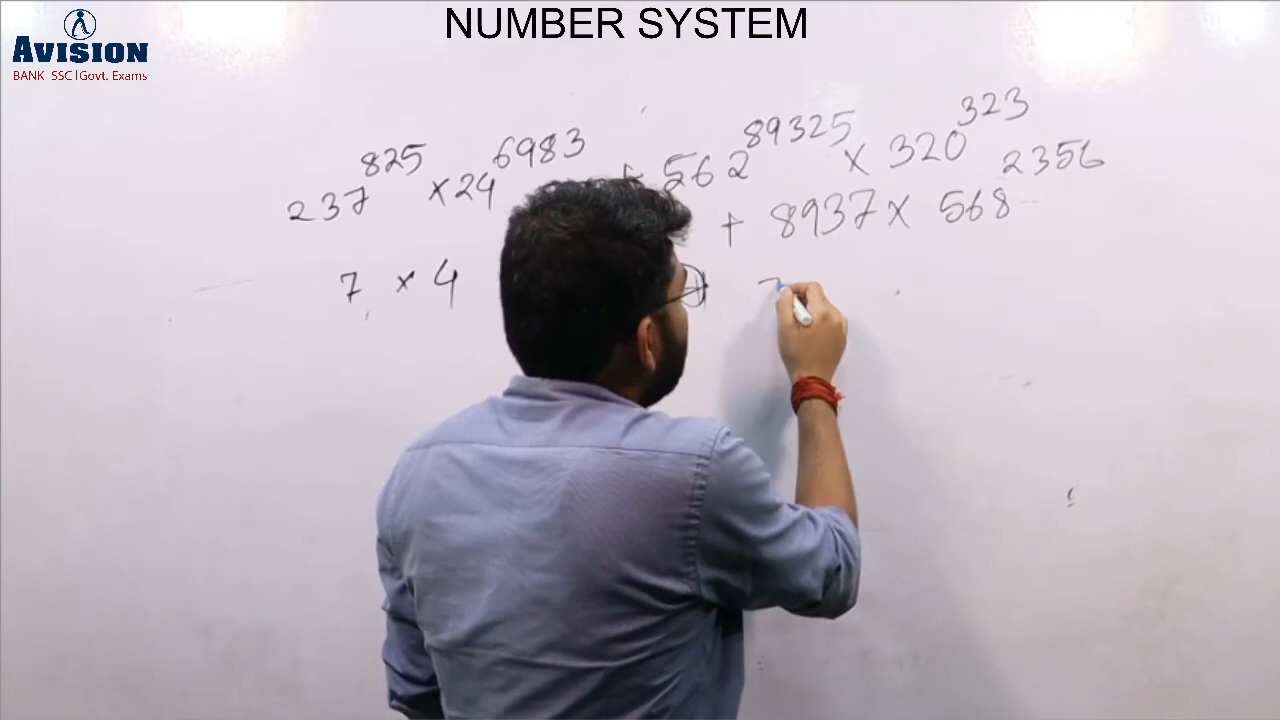 NUMBER SYSTEM
AVISION
BANK SSC|Govt. Exams
237^825 × 24^6983 + 562^89325 × 320^323
+ 8937 × 568^2356
7 × 4 +